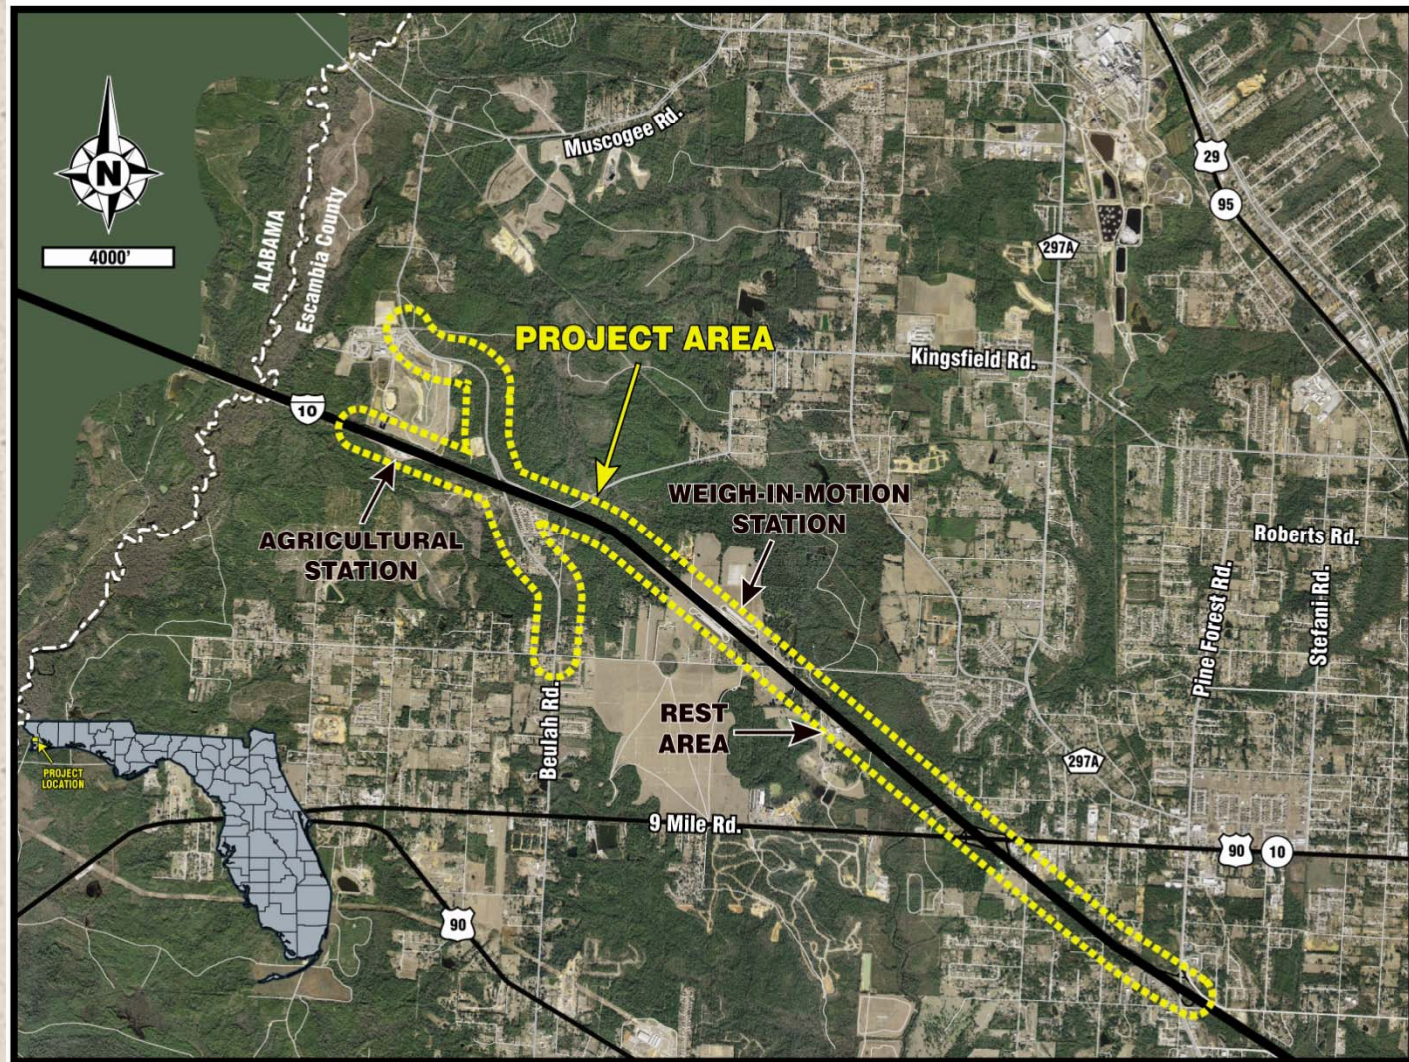 Muscogee Rd.
29
95
N
4000'
ALABAMA
Escambia County
297A
PROJECT AREA
Kingsfield Rd.
10
WEIGH-IN-MOTION
STATION
AGRICULTURAL
STATION
Roberts Rd.
Pine Forest Rd.
Stefani Rd.
Beulah Rd.
REST
AREA
297A
PROJECT
LOCATION
9 Mile Rd.
90
10
90